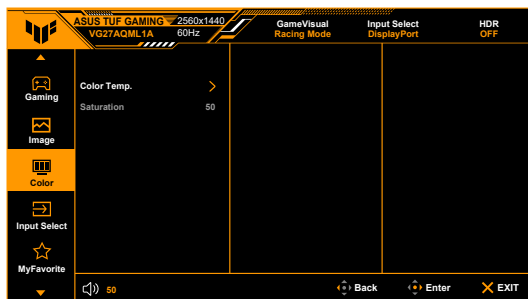 ASUS TUF GAMING 2560x1440
VG27AQML1A 60Hz
GameVisual
Racing Mode
Input Select
DisplayPort
HDR
OFF
Gaming
Image
Color
Input Select
MyFavorite
Color Temp.
Saturation 50
50
Back
Enter
EXIT